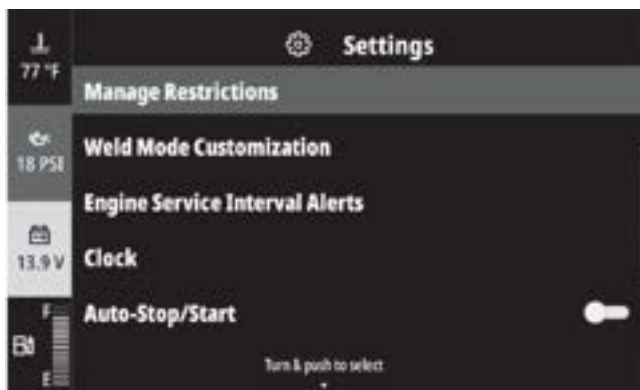 Settings
77 °F
Manage Restrictions
18 PSI
Weld Mode Customization
Engine Service Interval Alerts
13.9 V
Clock
F
Auto-Stop/Start
E
Turn & push to select